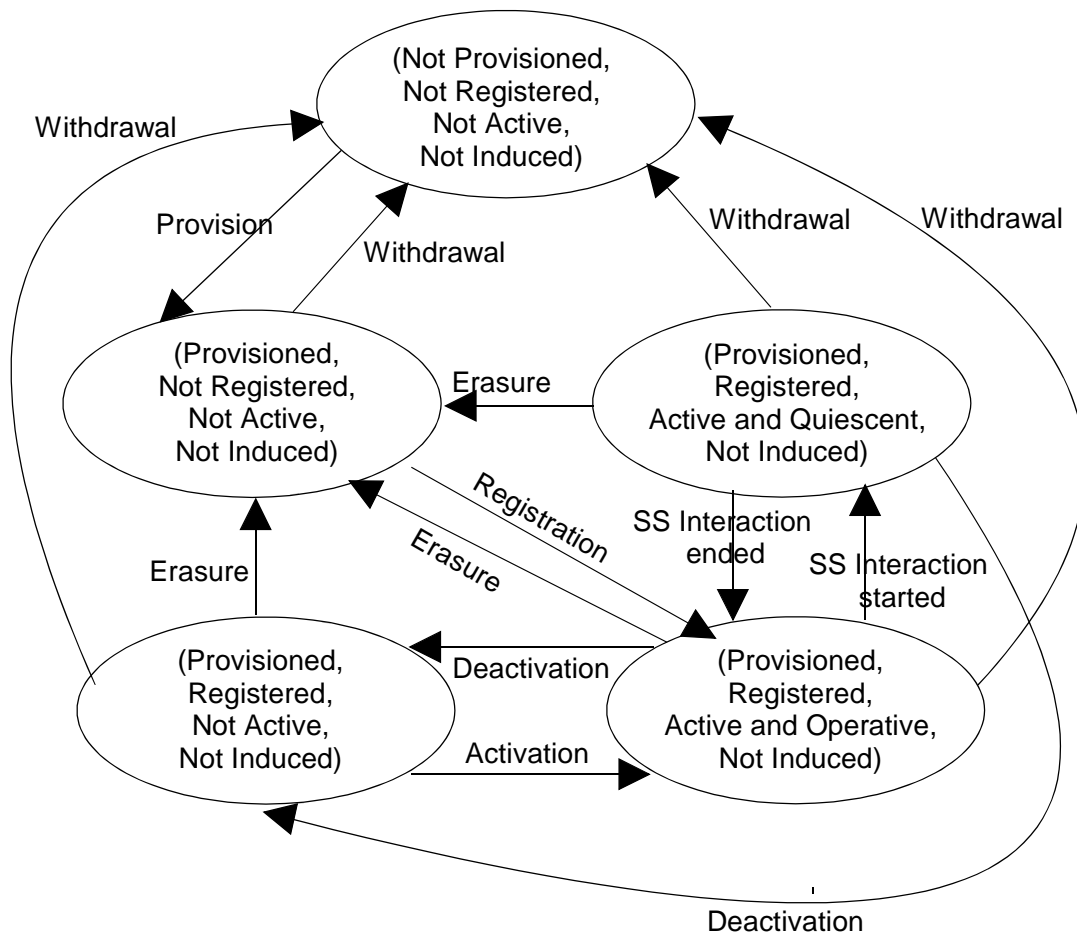 (Not Provisioned,
Not Registered,
Not Active,
Not Induced)
Withdrawal
Provision
Withdrawal
Withdrawal
Withdrawal
(Provisioned,
Not Registered,
Not Active,
Not Induced)
Erasure
(Provisioned,
Registered,
Active and Quiescent,
Not Induced)
Registration
Erasure
SS Interaction
ended
SS Interaction
started
Erasure
(Provisioned,
Registered,
Not Active,
Not Induced)
Deactivation
Activation
(Provisioned,
Registered,
Active and Operative,
Not Induced)
Deactivation